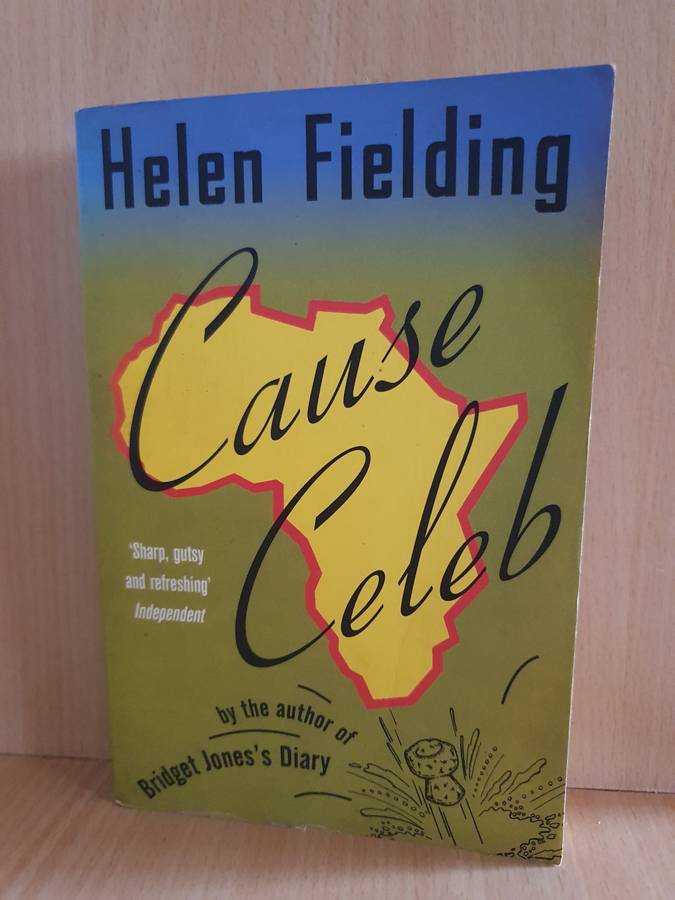 Helen Fielding
Cause
Celeb
'Sharp, gutsy
and refreshing'
Independent
by the author of
Bridget Jones's Diary